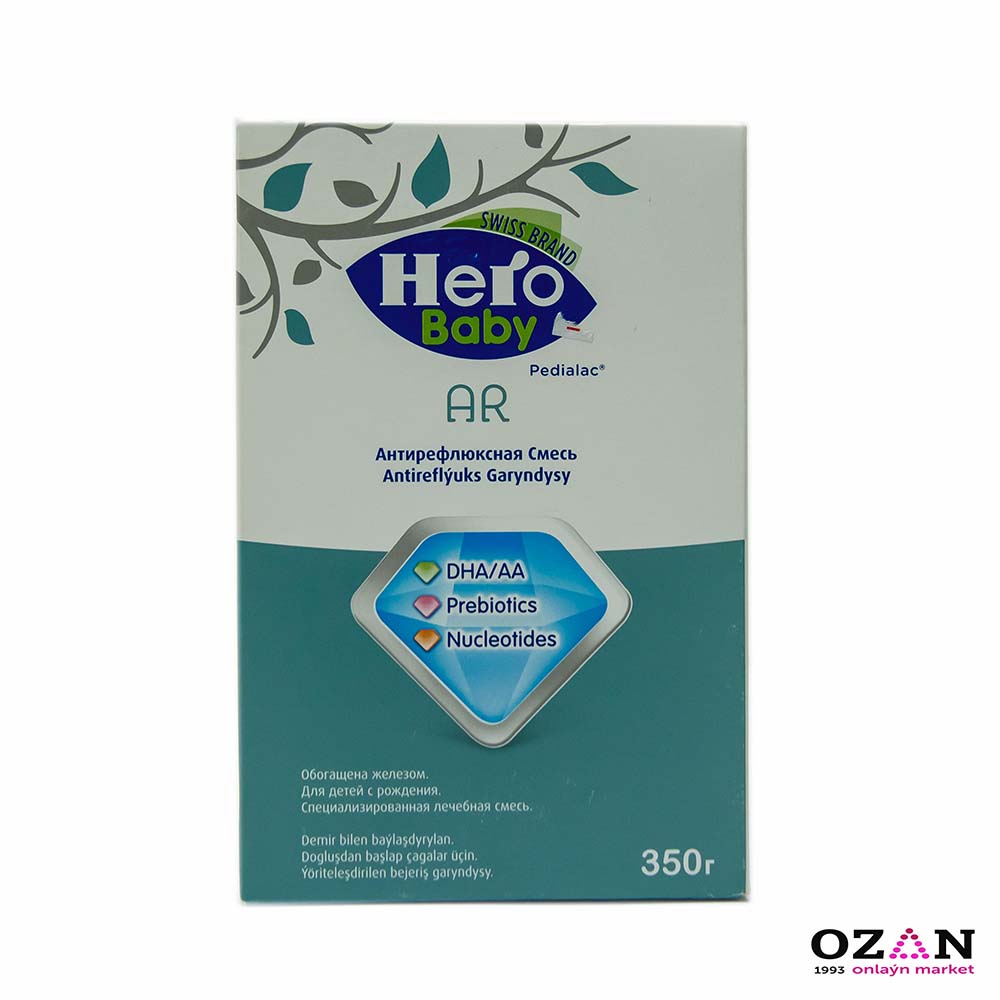 SWISS BRAND
Hero
Baby
Pedialac®
AR
Антирефлюксная Смесь
Antireflýuks Garyndysy
DHA/AA
Prebiotics
Nucleotides
Обогащена железом.
Для детей с рождения.
Специализированная лечебная смесь.
Demir bilen baýlaşdyrylan.
Dogluşdan başlap çagalar üçin.
Ýöriteleşdirilen bejeriş garyndysy.
350г
OZAN
1993 onlaýn market